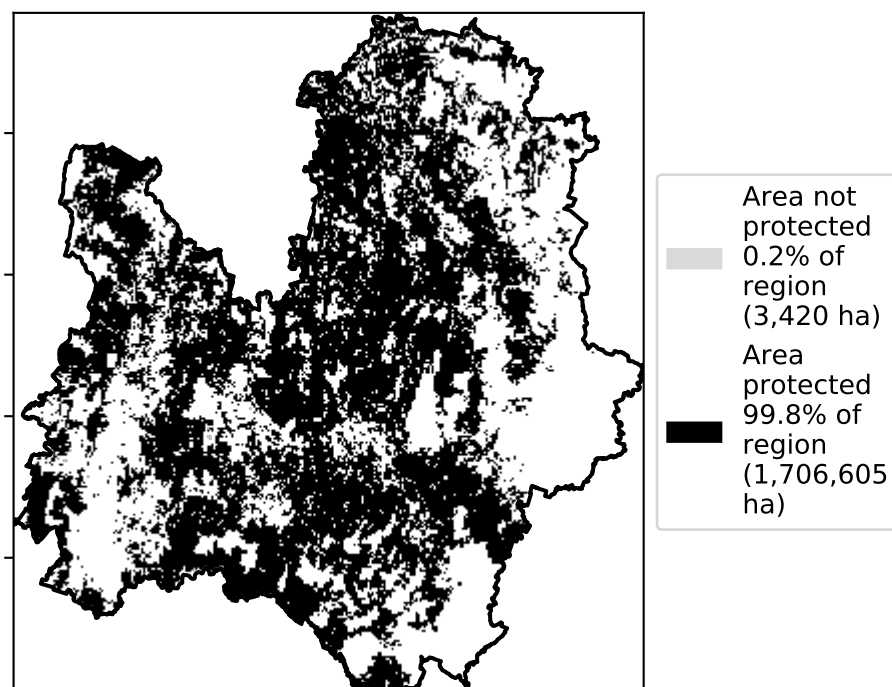 Area not
protected
0.2% of
region
(3,420 ha)
Area
protected
99.8% of
region
(1,706,605
ha)